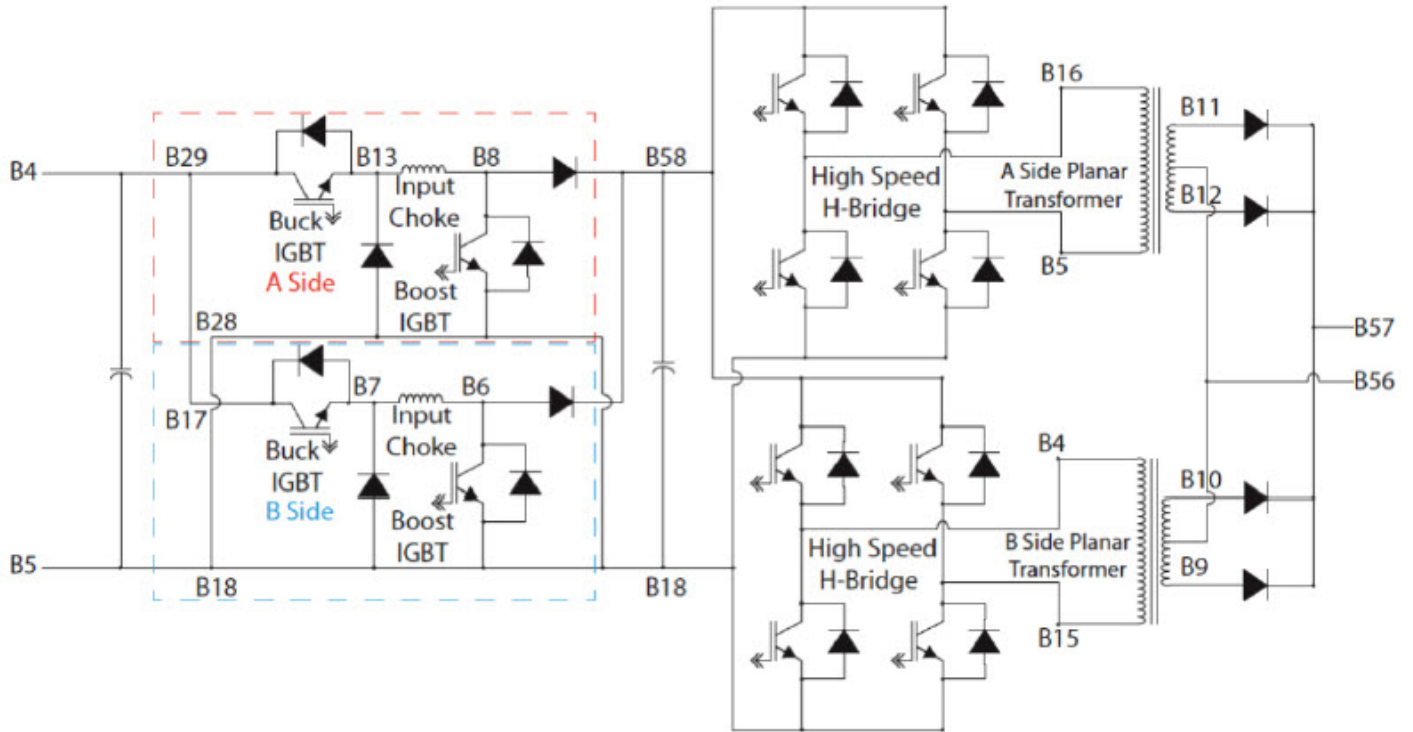 B4
B29
B13
B8
B58
Input
Choke
Buck
IGBT
A Side
Boost
IGBT
B28
B7
B6
B17
Input
Choke
Buck
IGBT
B Side
Boost
IGBT
B5
B18
B18
High Speed
H-Bridge
B16
A Side Planar
Transformer
B5
B11
B12
B57
B56
High Speed
H-Bridge
B4
B Side Planar
Transformer
B15
B10
B9